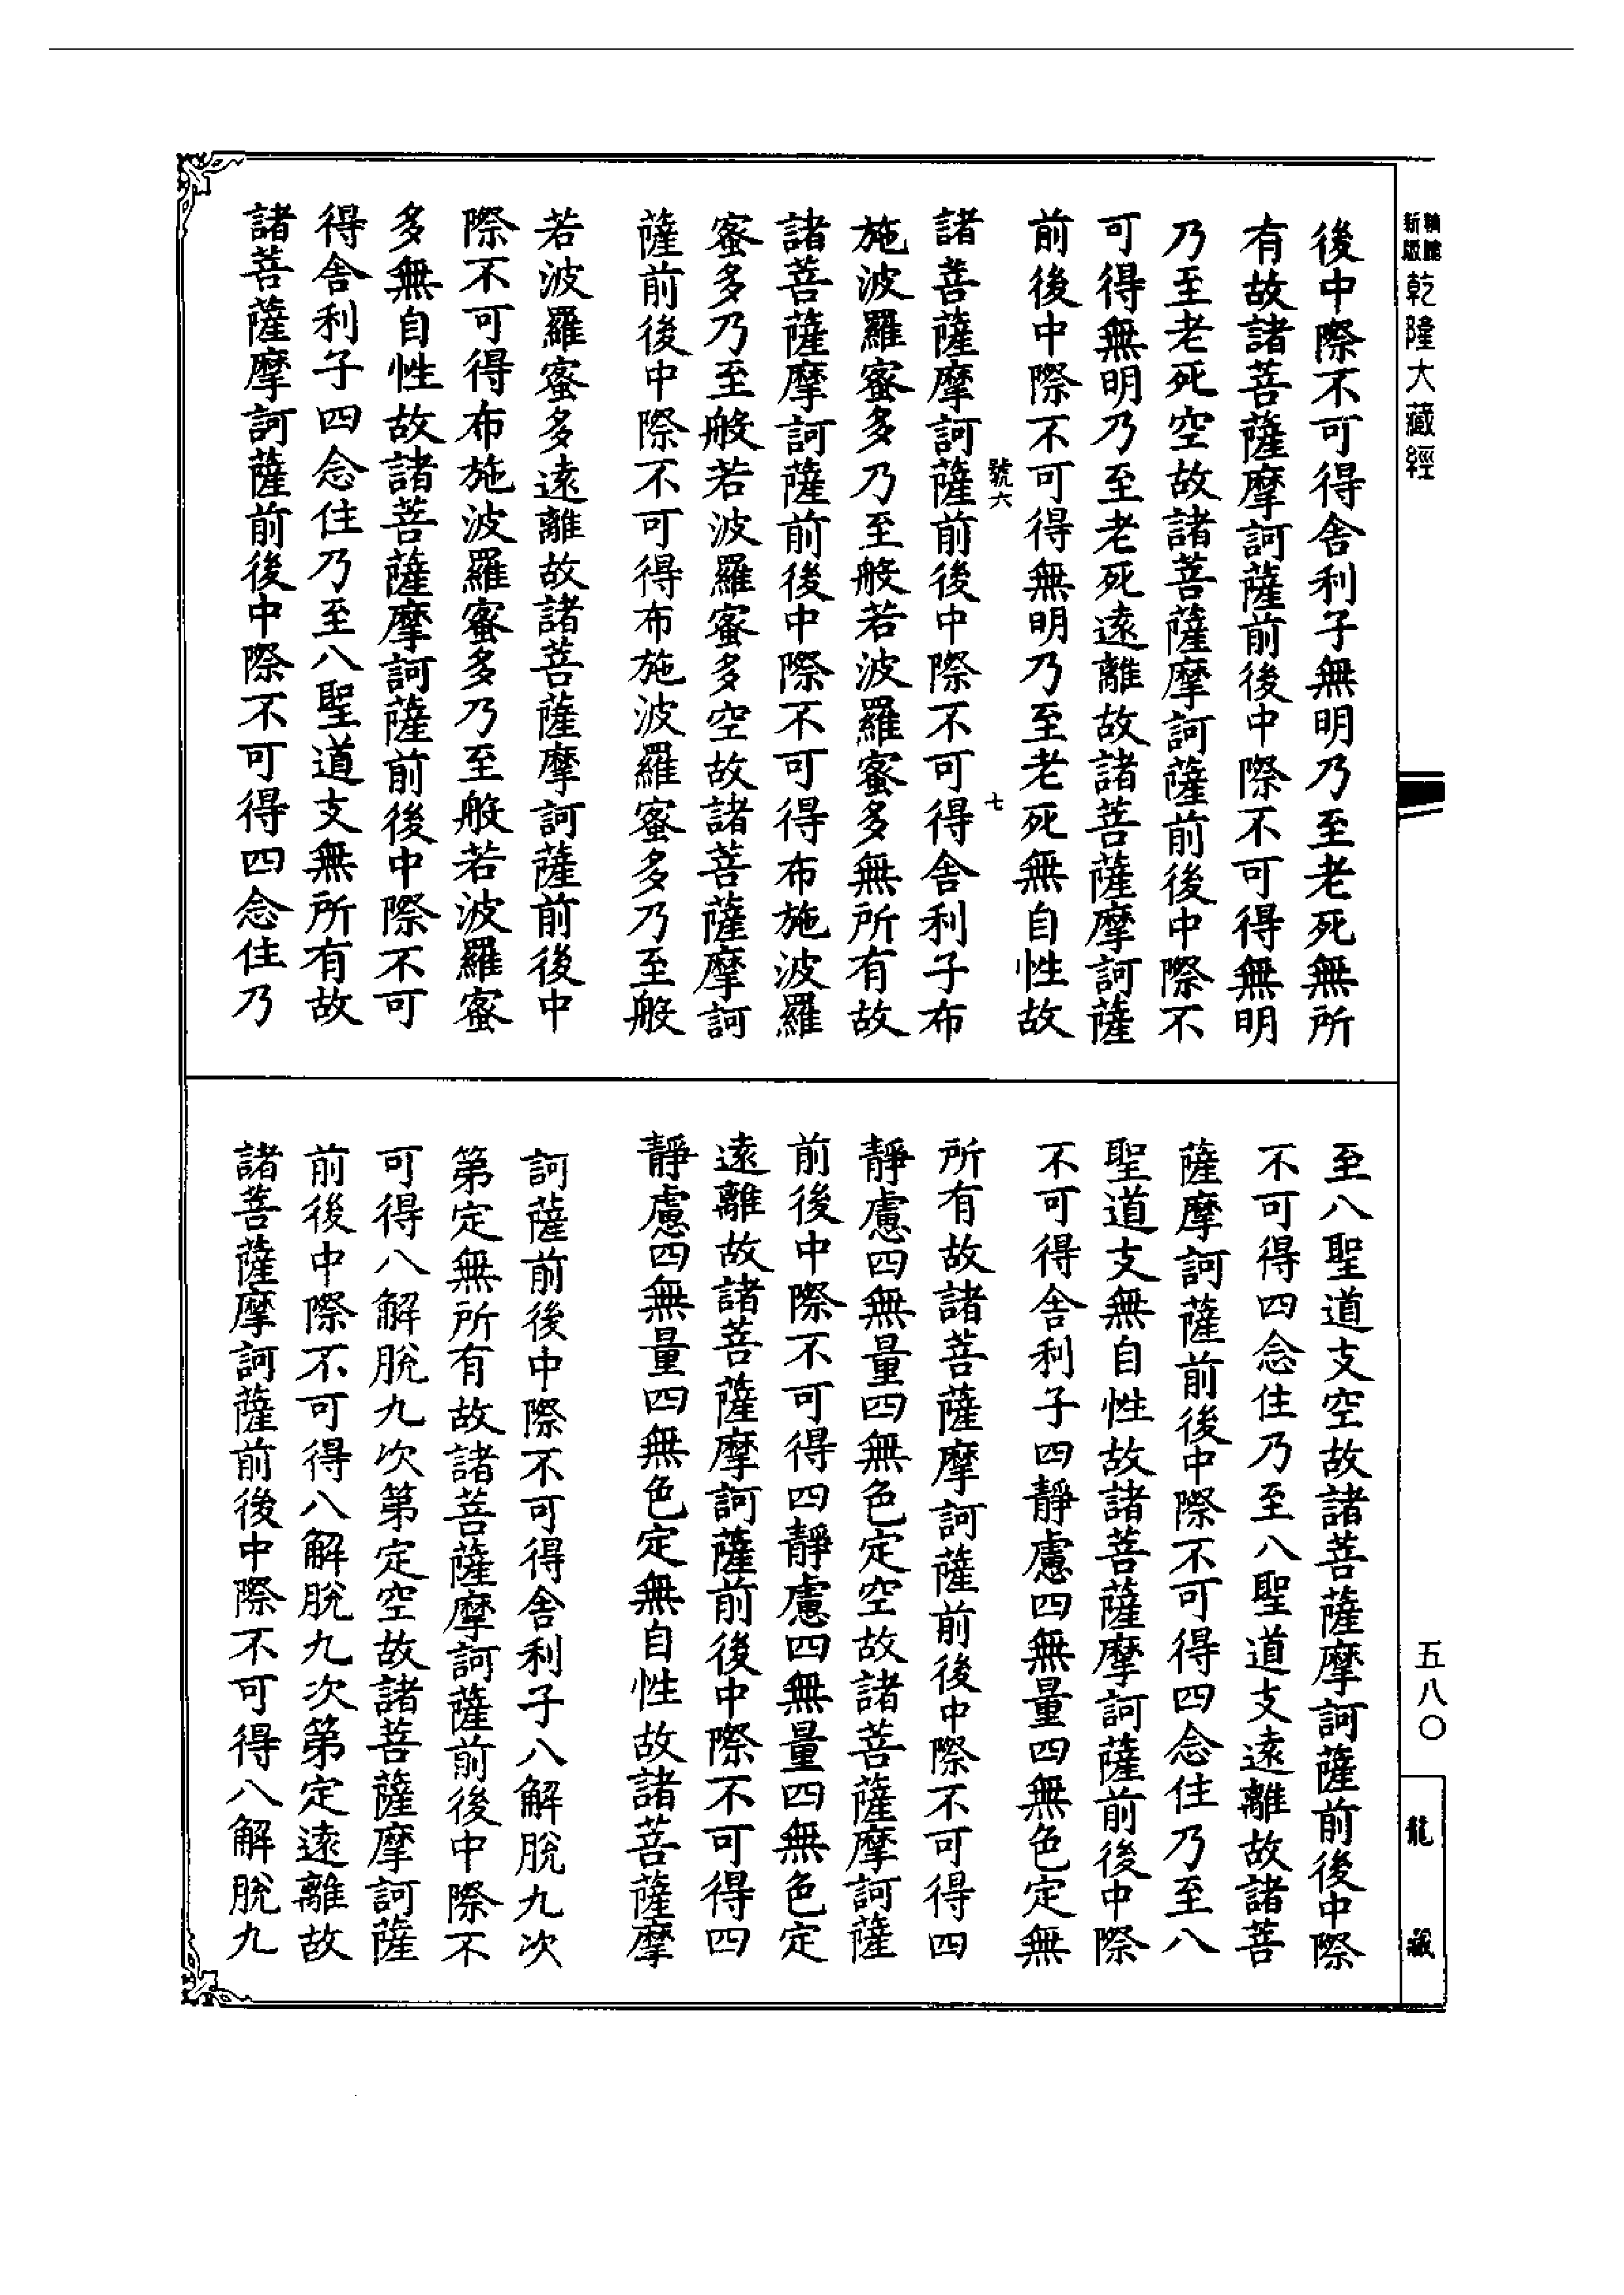 新版
乾隆大藏經
後中際不可得舍利子無明乃至老死無所
有故諸菩薩摩訶薩前後中際不可得無明
乃至老死空故諸菩薩摩訶薩前後中際不
可得無明乃至老死遠離故諸菩薩摩訶薩
前後中際不可得無明乃至老死無自性故
號六 七
諸菩薩摩訶薩前後中際不可得舍利子布
施波羅蜜多乃至般若波羅蜜多無所有故
諸菩薩摩訶薩前後中際不可得布施波羅
蜜多乃至般若波羅蜜多空故諸菩薩摩訶
薩前後中際不可得布施波羅蜜多乃至般
若波羅蜜多遠離故諸菩薩摩訶薩前後中
際不可得布施波羅蜜多乃至般若波羅蜜
多無自性故諸菩薩摩訶薩前後中際不可
得舍利子四念住乃至八聖道支無所有故
諸菩薩摩訶薩前後中際不可得四念住乃
至八聖道支空故諸菩薩摩訶薩前後中際
不可得四念住乃至八聖道支遠離故諸菩
薩摩訶薩前後中際不可得四念住乃至八
聖道支無自性故諸菩薩摩訶薩前後中際
不可得舍利子四靜慮四無量四無色定無
所有故諸菩薩摩訶薩前後中際不可得四
靜慮四無量四無色定空故諸菩薩摩訶薩
前後中際不可得四靜慮四無量四無色定
遠離故諸菩薩摩訶薩前後中際不可得四
靜慮四無量四無色定無自性故諸菩薩摩
訶薩前後中際不可得舍利子八解脫九次
第定無所有故諸菩薩摩訶薩前後中際不
可得八解脫九次第定空故諸菩薩摩訶薩
前後中際不可得八解脫九次第定遠離故
諸菩薩摩訶薩前後中際不可得八解脫九
五八〇
龍藏